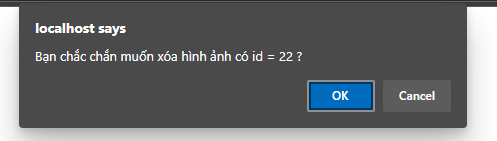 localhost says
Bạn chắc chắn muốn xóa hình ảnh có id = 22 ?
OK
Cancel